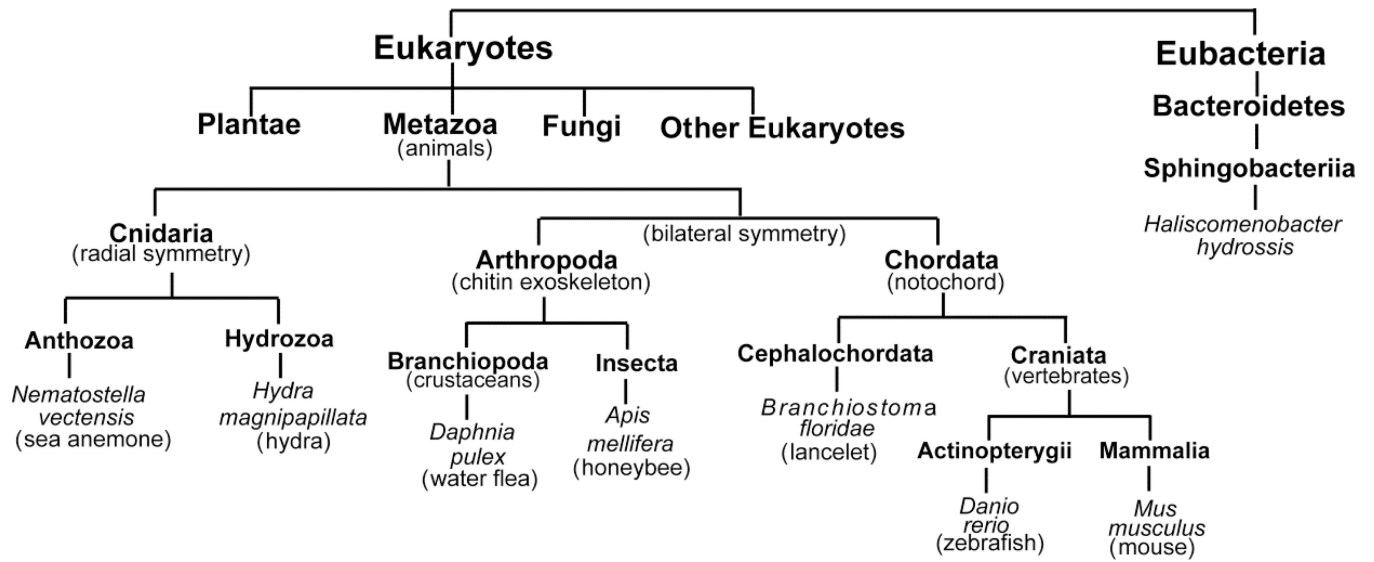 Eukaryotes
Eubacteria
Plantae
Metazoa
(animals)
Fungi
Other Eukaryotes
Bacteroidetes
Sphingobacteriia
Haliscomenobacter
hydrossis
Cnidaria
(radial symmetry)
(bilateral symmetry)
Arthropoda
(chitin exoskeleton)
Chordata
(notochord)
Anthozoa
Nematostella
vectensis
(sea anemone)
Hydrozoa
Hydra
magnipapillata
(hydra)
Branchiopoda
(crustaceans)
Daphnia
pulex
(water flea)
Insecta
Apis
mellifera
(honeybee)
Cephalochordata
Branchiostoma
floridae
(lancelet)
Craniata
(vertebrates)
Actinopterygii
Danio
rerio
(zebrafish)
Mammalia
Mus
musculus
(mouse)